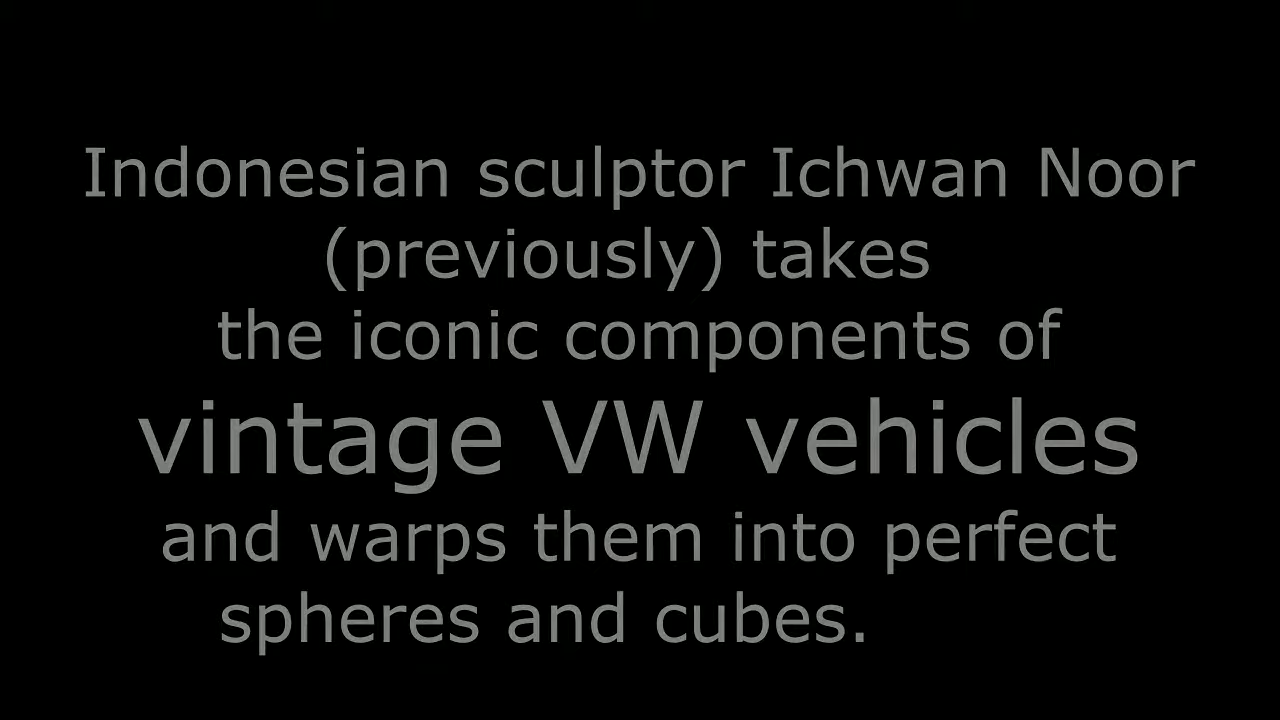 Indonesian sculptor Ichwan Noor
(previously) takes
the iconic components of
vintage VW vehicles
and warps them into perfect
spheres and cubes.